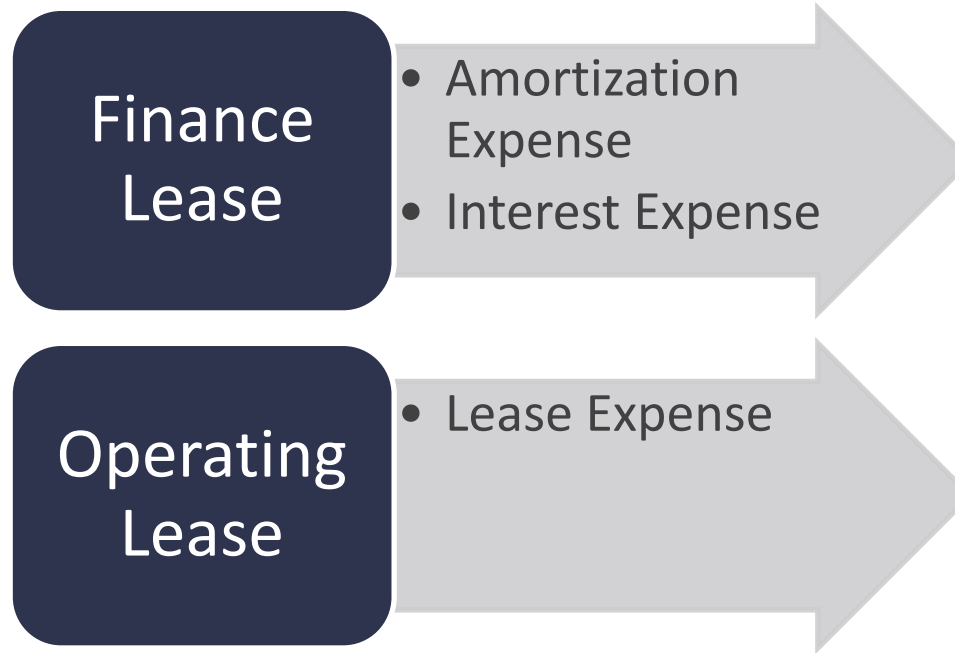 Finance
Lease
• Amortization
Expense
• Interest Expense
Operating
Lease
• Lease Expense